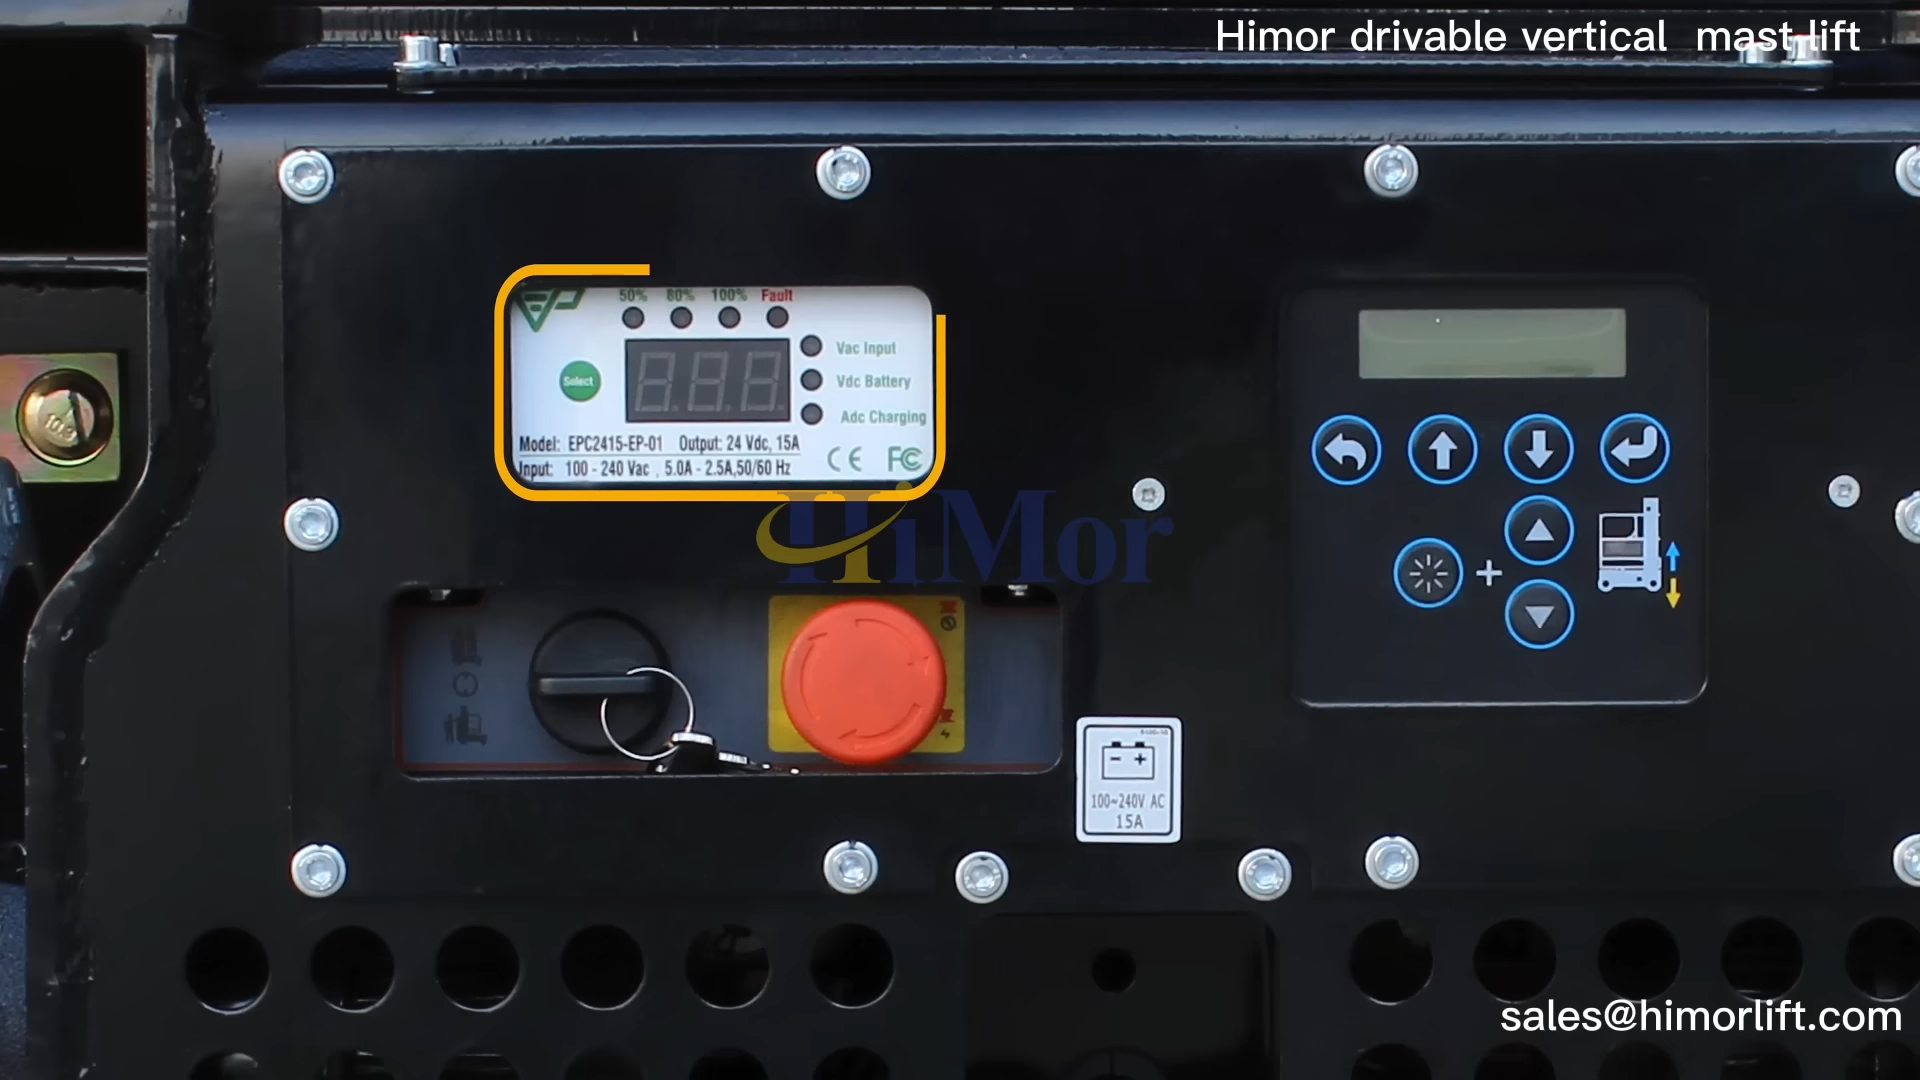 Himor drivable vertical mast lift
50% 80% 100% Fault
Select
Vac Input
Vdc Battery
Adc Charging
Model: EPC2415-EP-01 Output: 24 Vdc, 15A
Input: 100 - 240 Vac , 5.0A - 2.5A,50/60 Hz
CE FC
HiMor
+
- +
100~240V AC
15A
10.9
sales@himorlift.com